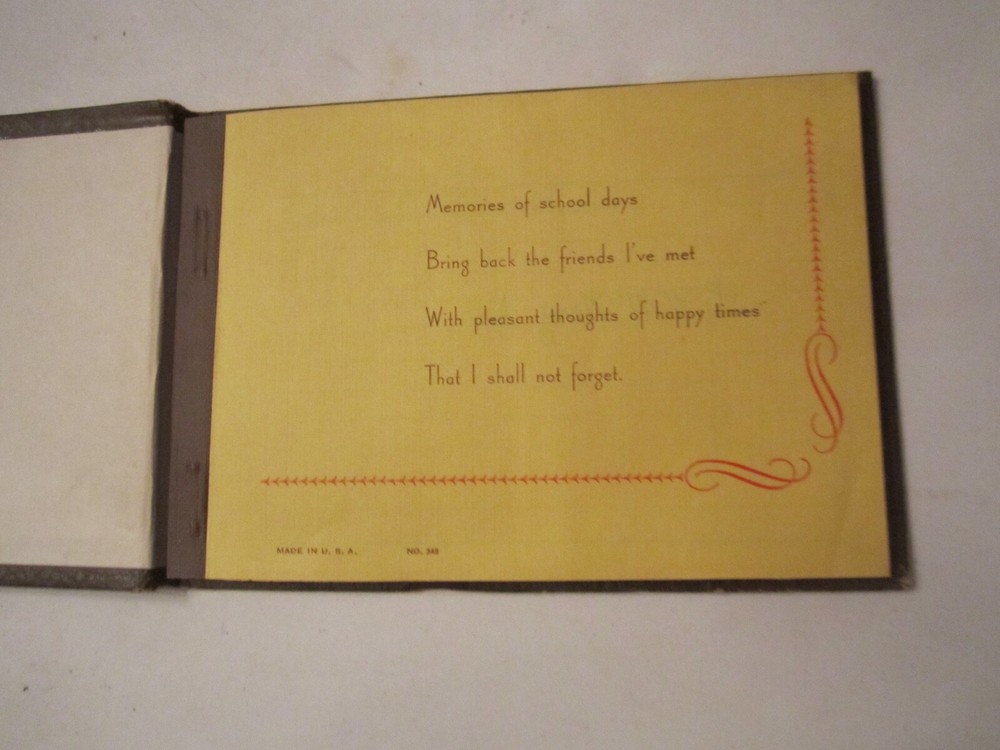 Memories of school days
Bring back the friends I've met
With pleasant thoughts of happy times
That I shall not forget.
MADE IN U. S. A. NO.